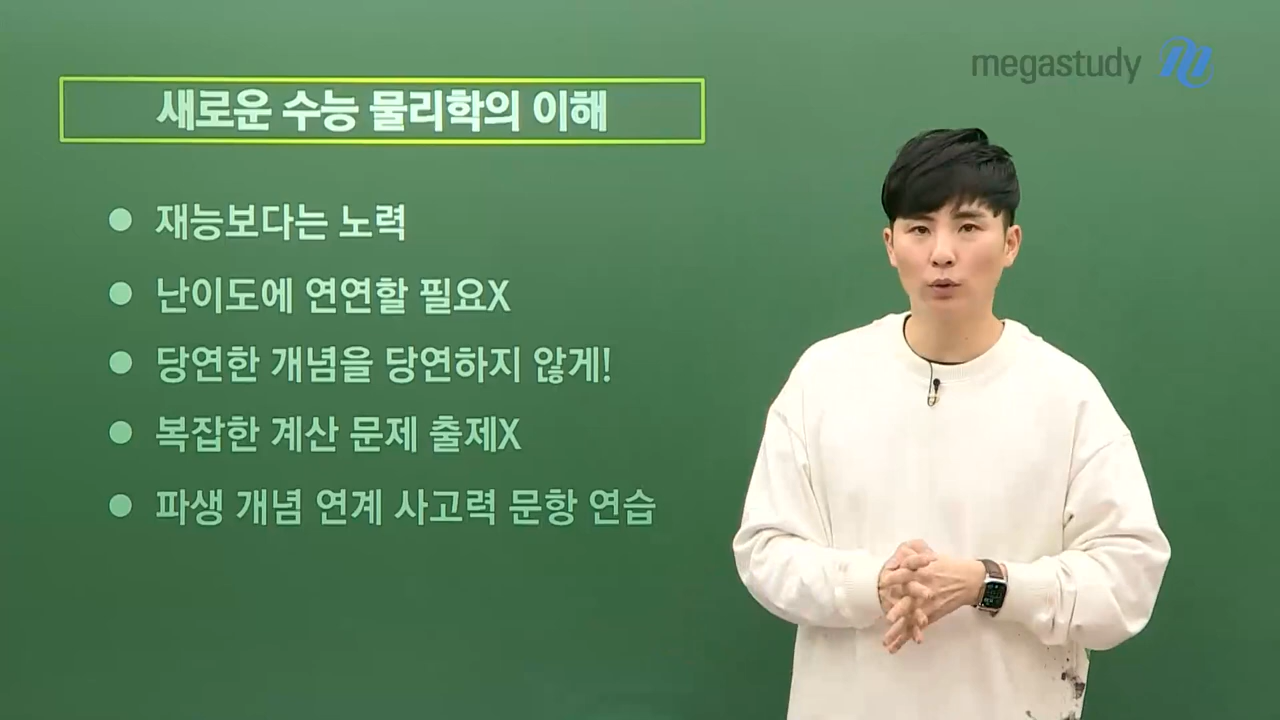 megastudy
새로운 수능 물리학의 이해
재능보다는 노력
난이도에 연연할 필요X
당연한 개념을 당연하지 않게!
복잡한 계산 문제 출제X
파생 개념 연계 사고력 문항 연습